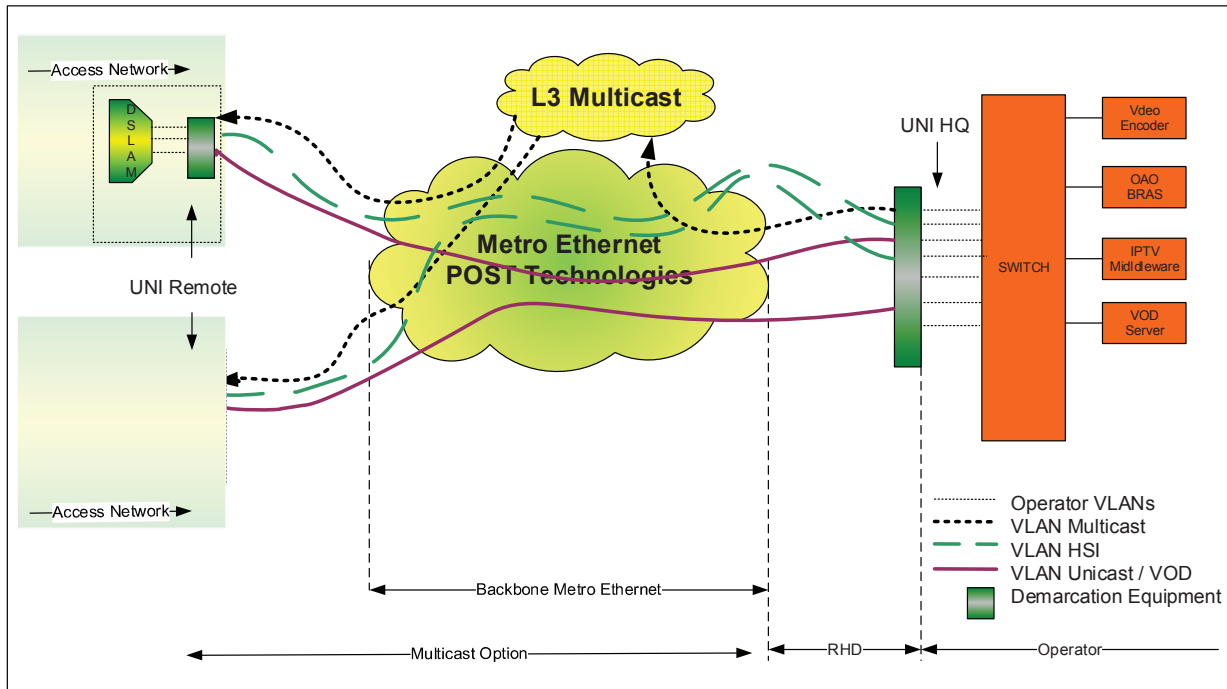 Access Network
L3 Multicast
D
S
L
A
M
UNI HQ
Vdeo
Encoder
OAO
BRAS
Metro Ethernet
POST Technologies
SWITCH
IPTV
MidIdleware
UNI Remote
VOD
Server
Access Network
Operator VLANs
VLAN Multicast
VLAN HSI
VLAN Unicast / VOD
Demarcation Equipment
Backbone Metro Ethernet
Multicast Option
RHD
Operator